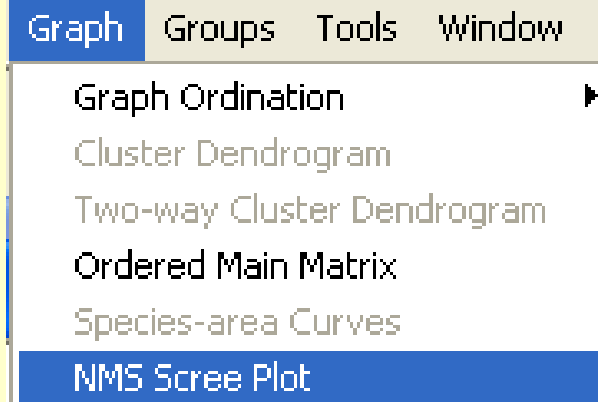 Graph Groups Tools Window
Graph Ordination
Cluster Dendrogram
Two-way Cluster Dendrogram
Ordered Main Matrix
Species-area Curves
NMS Scree Plot